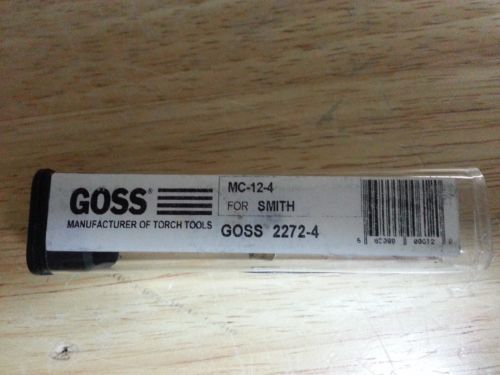 GOSS®
MANUFACTURER OF TORCH TOOLS
MC-12-4
FOR SMITH
GOSS 2272-4